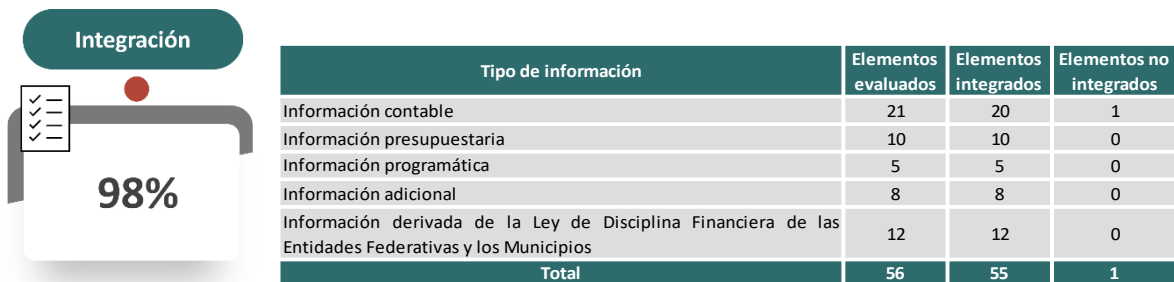 Integración
98%
Tipo de información Elementos evaluados Elementos integrados Elementos no integrados
Información contable 21 20 1
Información presupuestaria 10 10 0
Información programática 5 5 0
Información adicional 8 8 0
Información derivada de la Ley de Disciplina Financiera de las
Entidades Federativas y los Municipios 12 12 0
Total 56 55 1